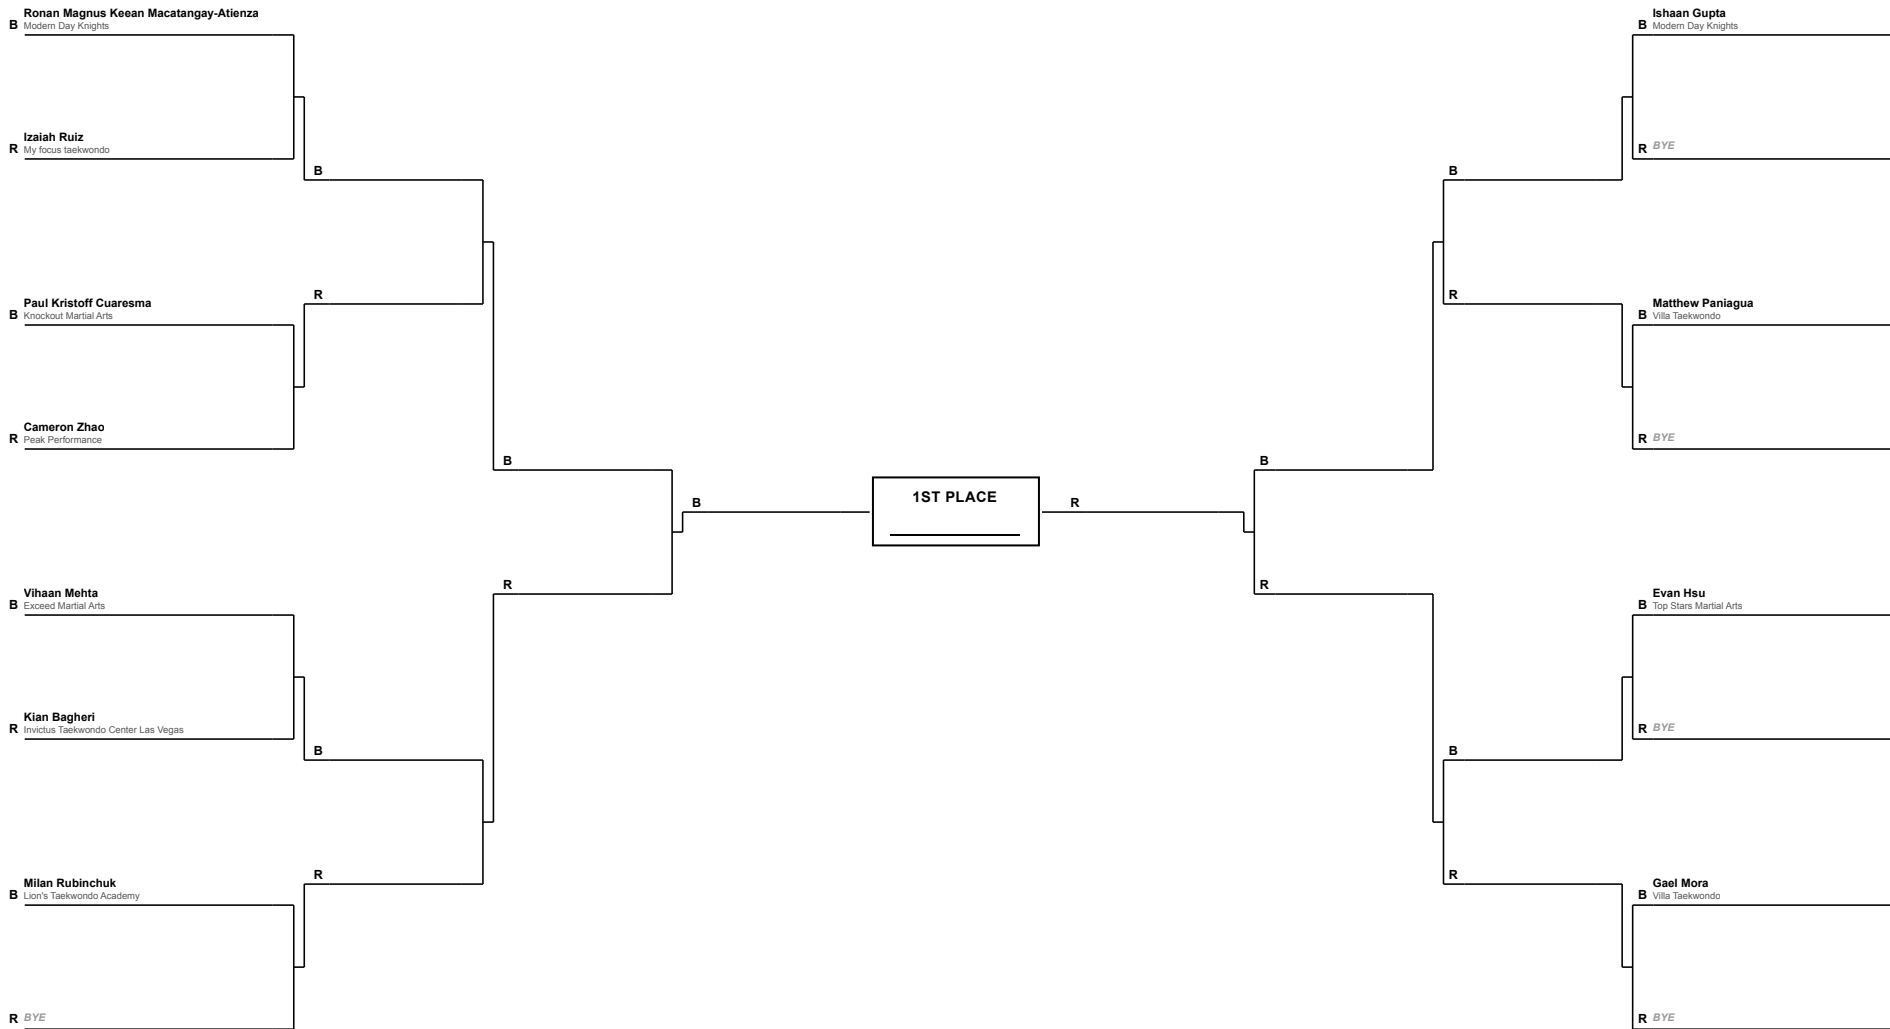 Ronan Magnus Keean Macatangay-Atienza
B Modern Day Knights
Izaiah Ruiz
R My focus taekwondo
B
R
Paul Kristoff Cuaresma
B Knockout Martial Arts
Cameron Zhao
R Peak Performance
B
R
Vihaan Mehta
B Exceed Martial Arts
Kian Bagheri
R Invictus Taekwondo Center Las Vegas
B
R
Milan Rubinchuk
B Lion's Taekwondo Academy
R BYE
B
1ST PLACE
R
Ishaan Gupta
B Modern Day Knights
R BYE
B
R
Matthew Paniagua
B Villa Taekwondo
R BYE
B
R
Evan Hsu
B Top Stars Martial Arts
R BYE
B
R
Gael Mora
B Villa Taekwondo
R BYE